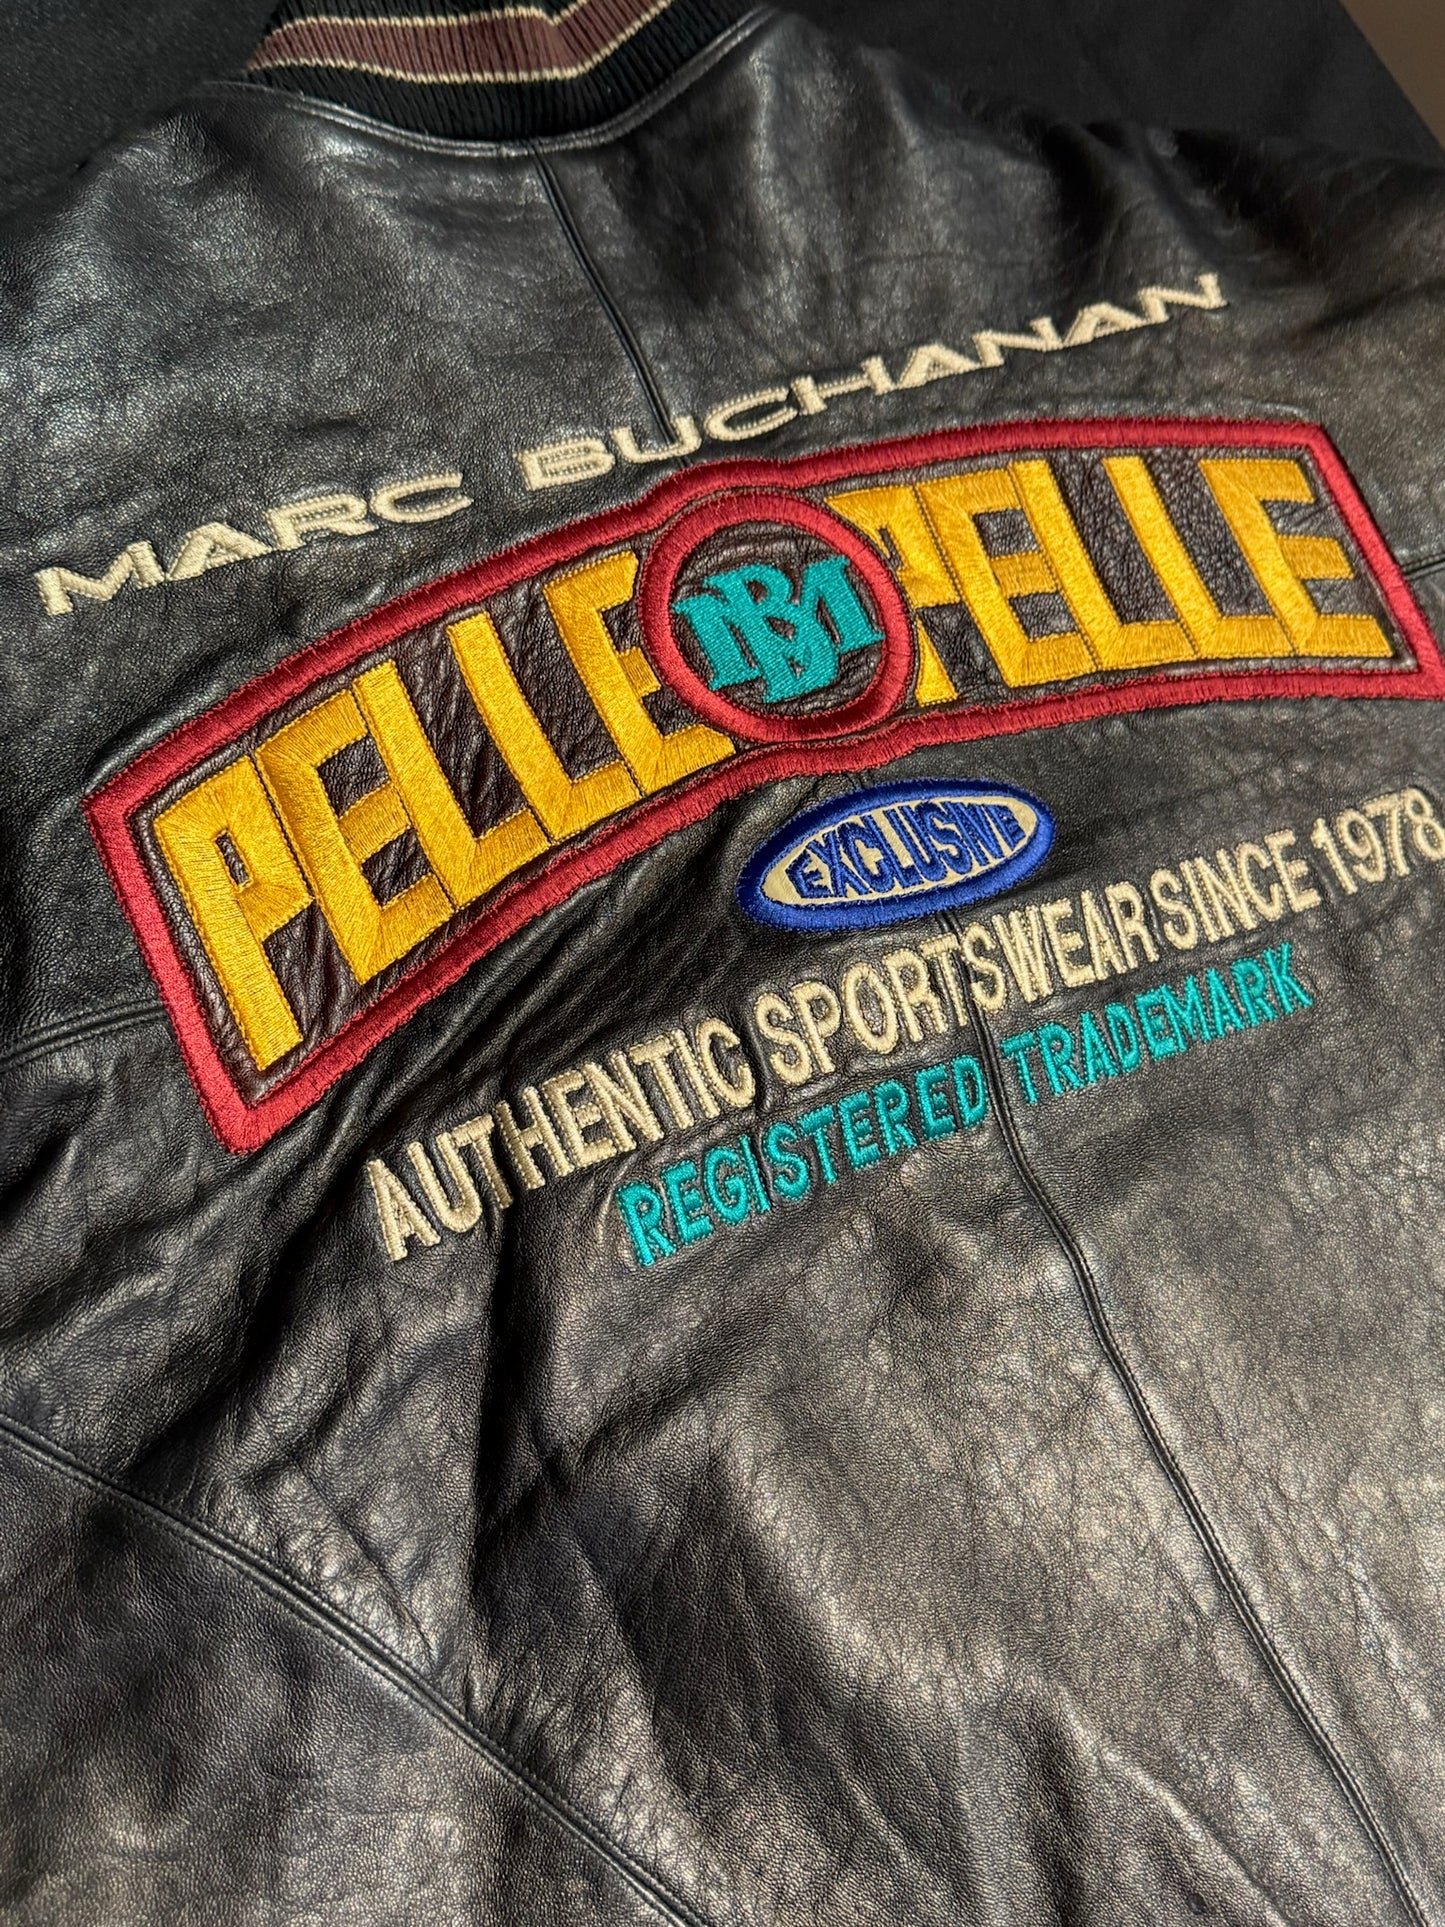 MARC BUCHANAN
PELLE MB PELLE
EXCLUSIVE
AUTHENTIC SPORTSWEAR SINCE 1978
REGISTERED TRADEMARK